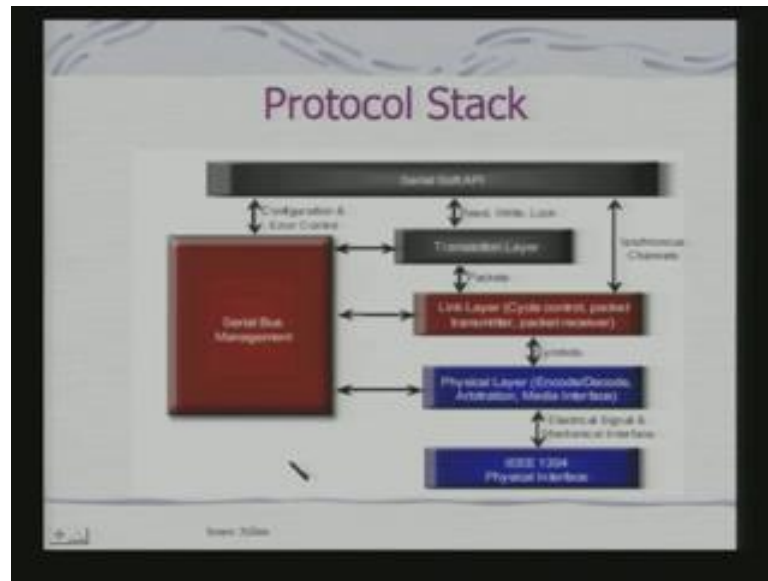 Protocol Stack
Serial Soft API
Configuration &
Error Control
Read, Write, Lock
Isochronous
Channels
Transaction Layer
Packets
Serial Bus
Management
Link Layer (Cycle control, packet
transmitter, packet receiver)
Symbols
Physical Layer (Encode/Decode,
Arbitration, Media Interface)
Electrical Signal &
Mechanical Interface
IEEE 1394
Physical Interface